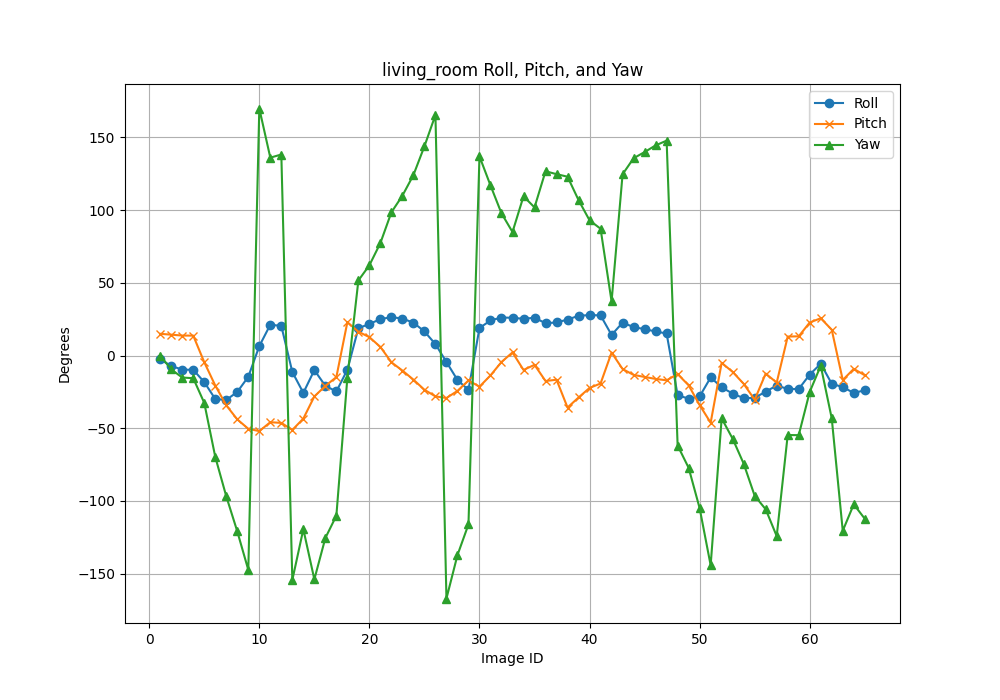 living_room Roll, Pitch, and Yaw
Roll
Pitch
Yaw
150
100
50
0
−50
−100
−150
Degrees
0 10 20 30 40 50 60
Image ID